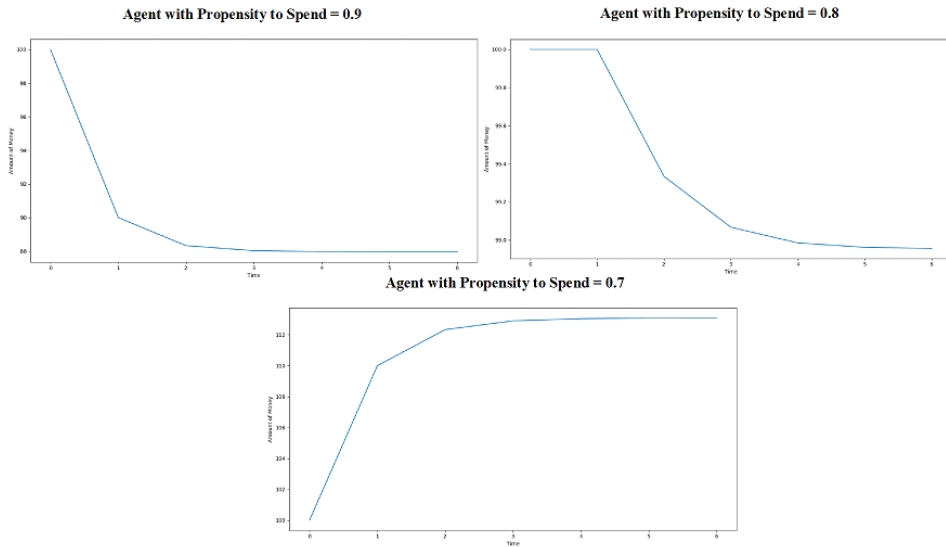 Agent with Propensity to Spend = 0.9
100
98
96
94
92
90
88
Amount of Money
0 1 2 3 4 5 6
Time
Agent with Propensity to Spend = 0.8
100.0
99.8
99.6
99.4
99.2
99.0
Amount of Money
0 1 2 3 4 5 6
Time
Agent with Propensity to Spend = 0.7
112
110
108
106
104
102
100
Amount of Money
0 1 2 3 4 5 6
Time